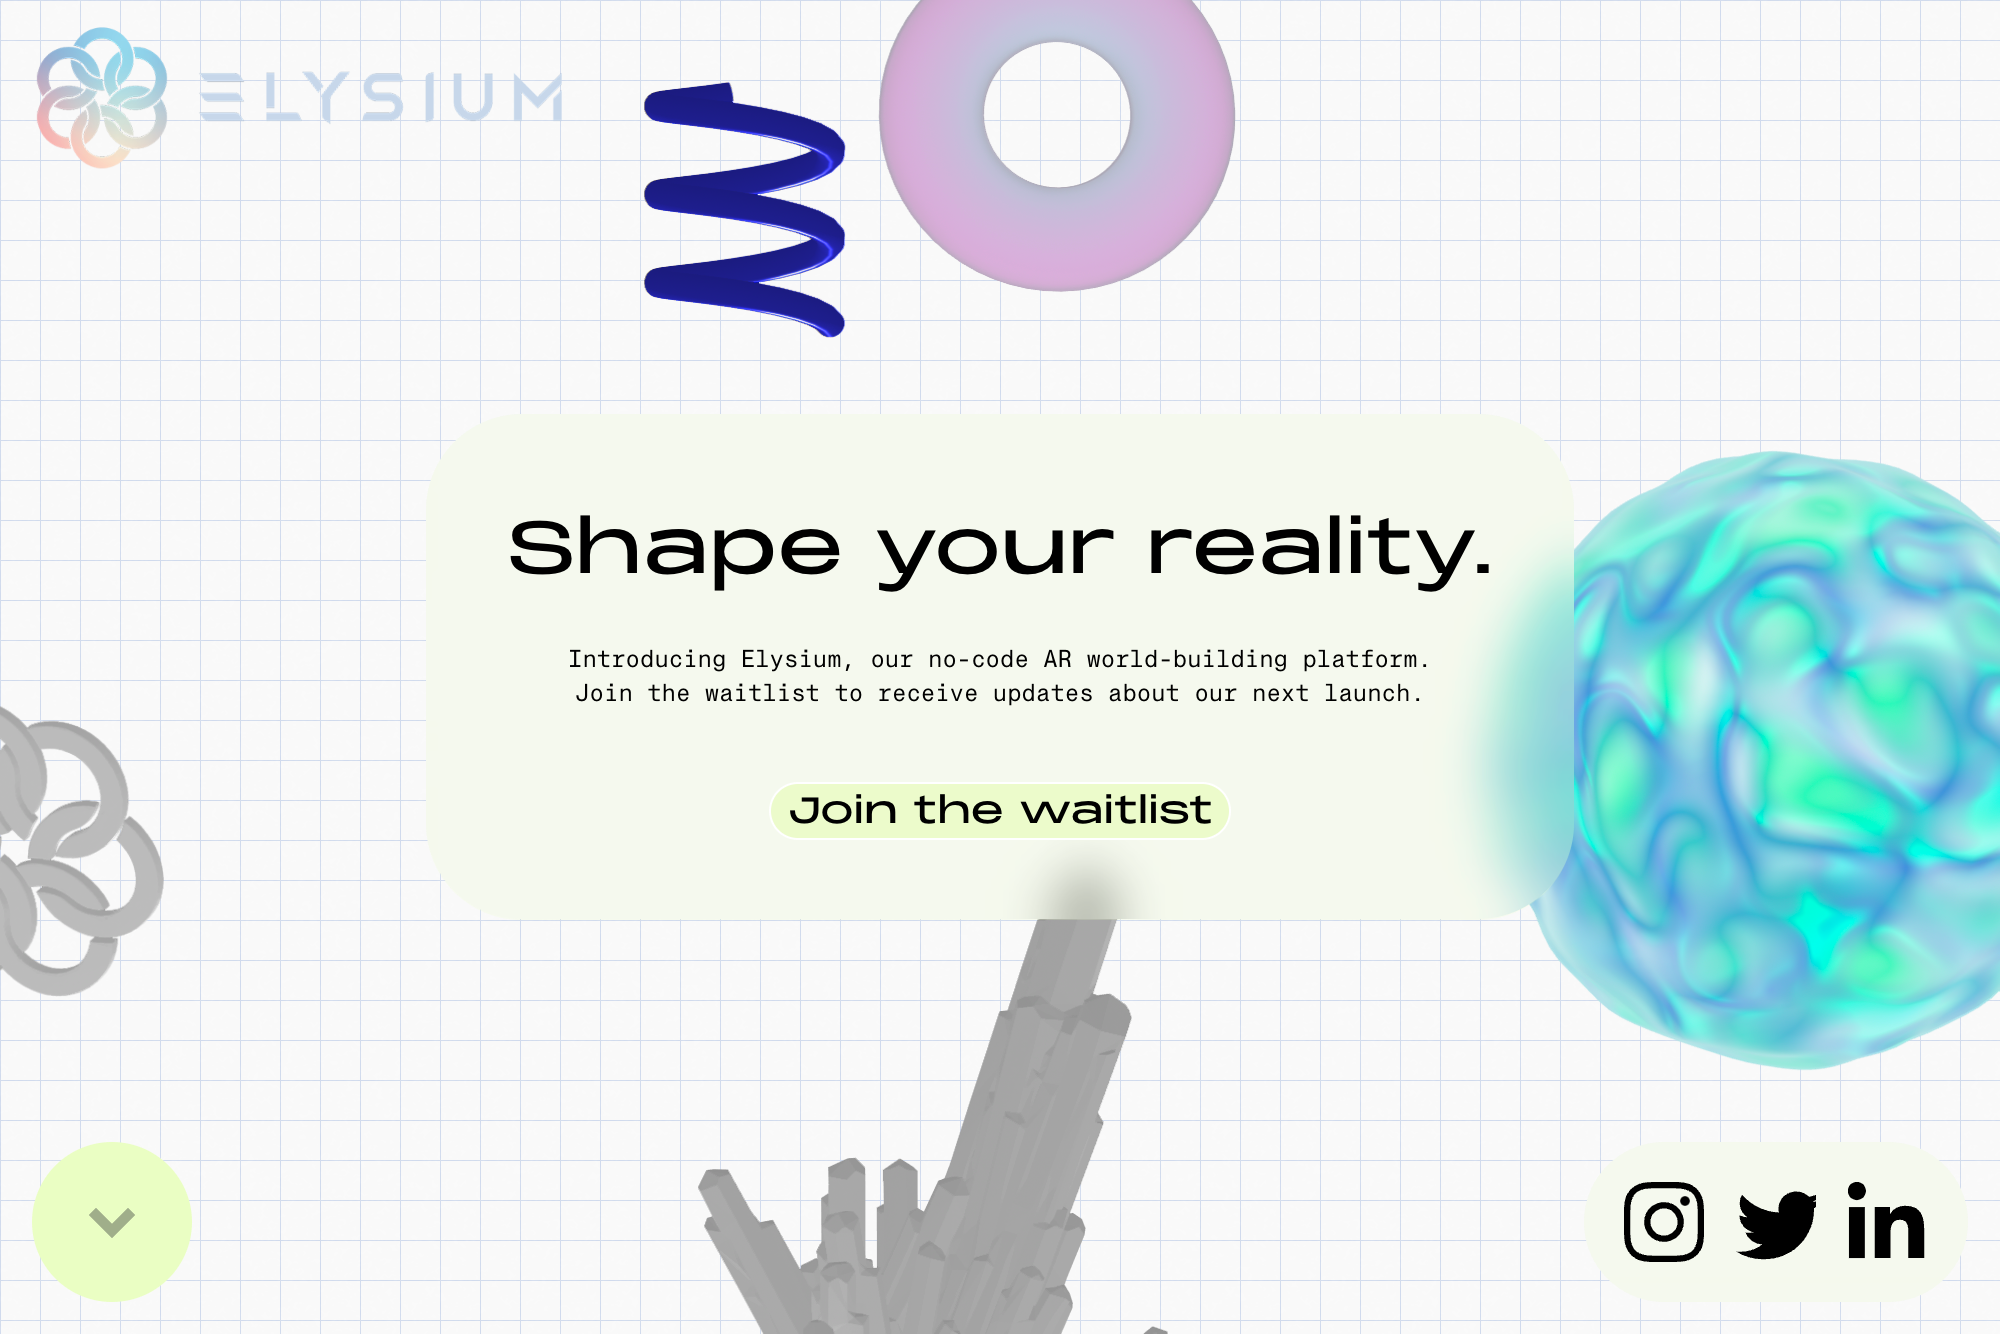 ELYSIUM
Shape your reality.
Introducing Elysium, our no-code AR world-building platform.
Join the waitlist to receive updates about our next launch.
Join the waitlist
in